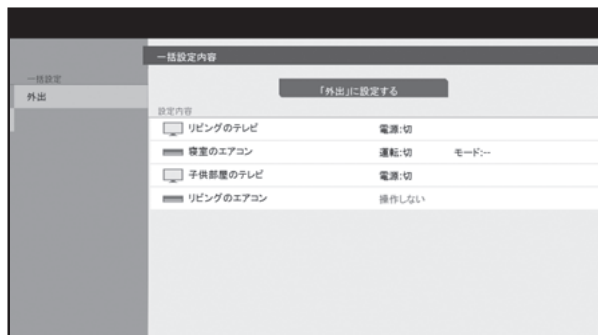 一括設定内容
一括設定
外出
「外出」に設定する
設定内容
リビングのテレビ 電源:切
寝室のエアコン 運転:切 モード:--
子供部屋のテレビ 電源:切
リビングのエアコン 操作しない